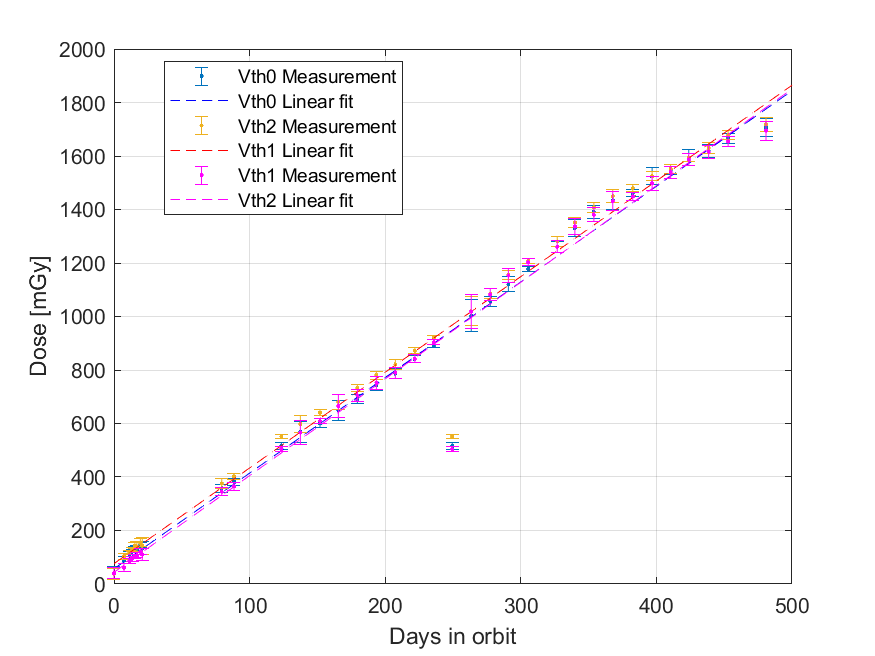 2000
1800
1600
1400
1200
1000
800
600
400
200
0
Dose [mGy]
Vth0 Measurement
Vth0 Linear fit
Vth2 Measurement
Vth1 Linear fit
Vth1 Measurement
Vth2 Linear fit
0 100 200 300 400 500
Days in orbit